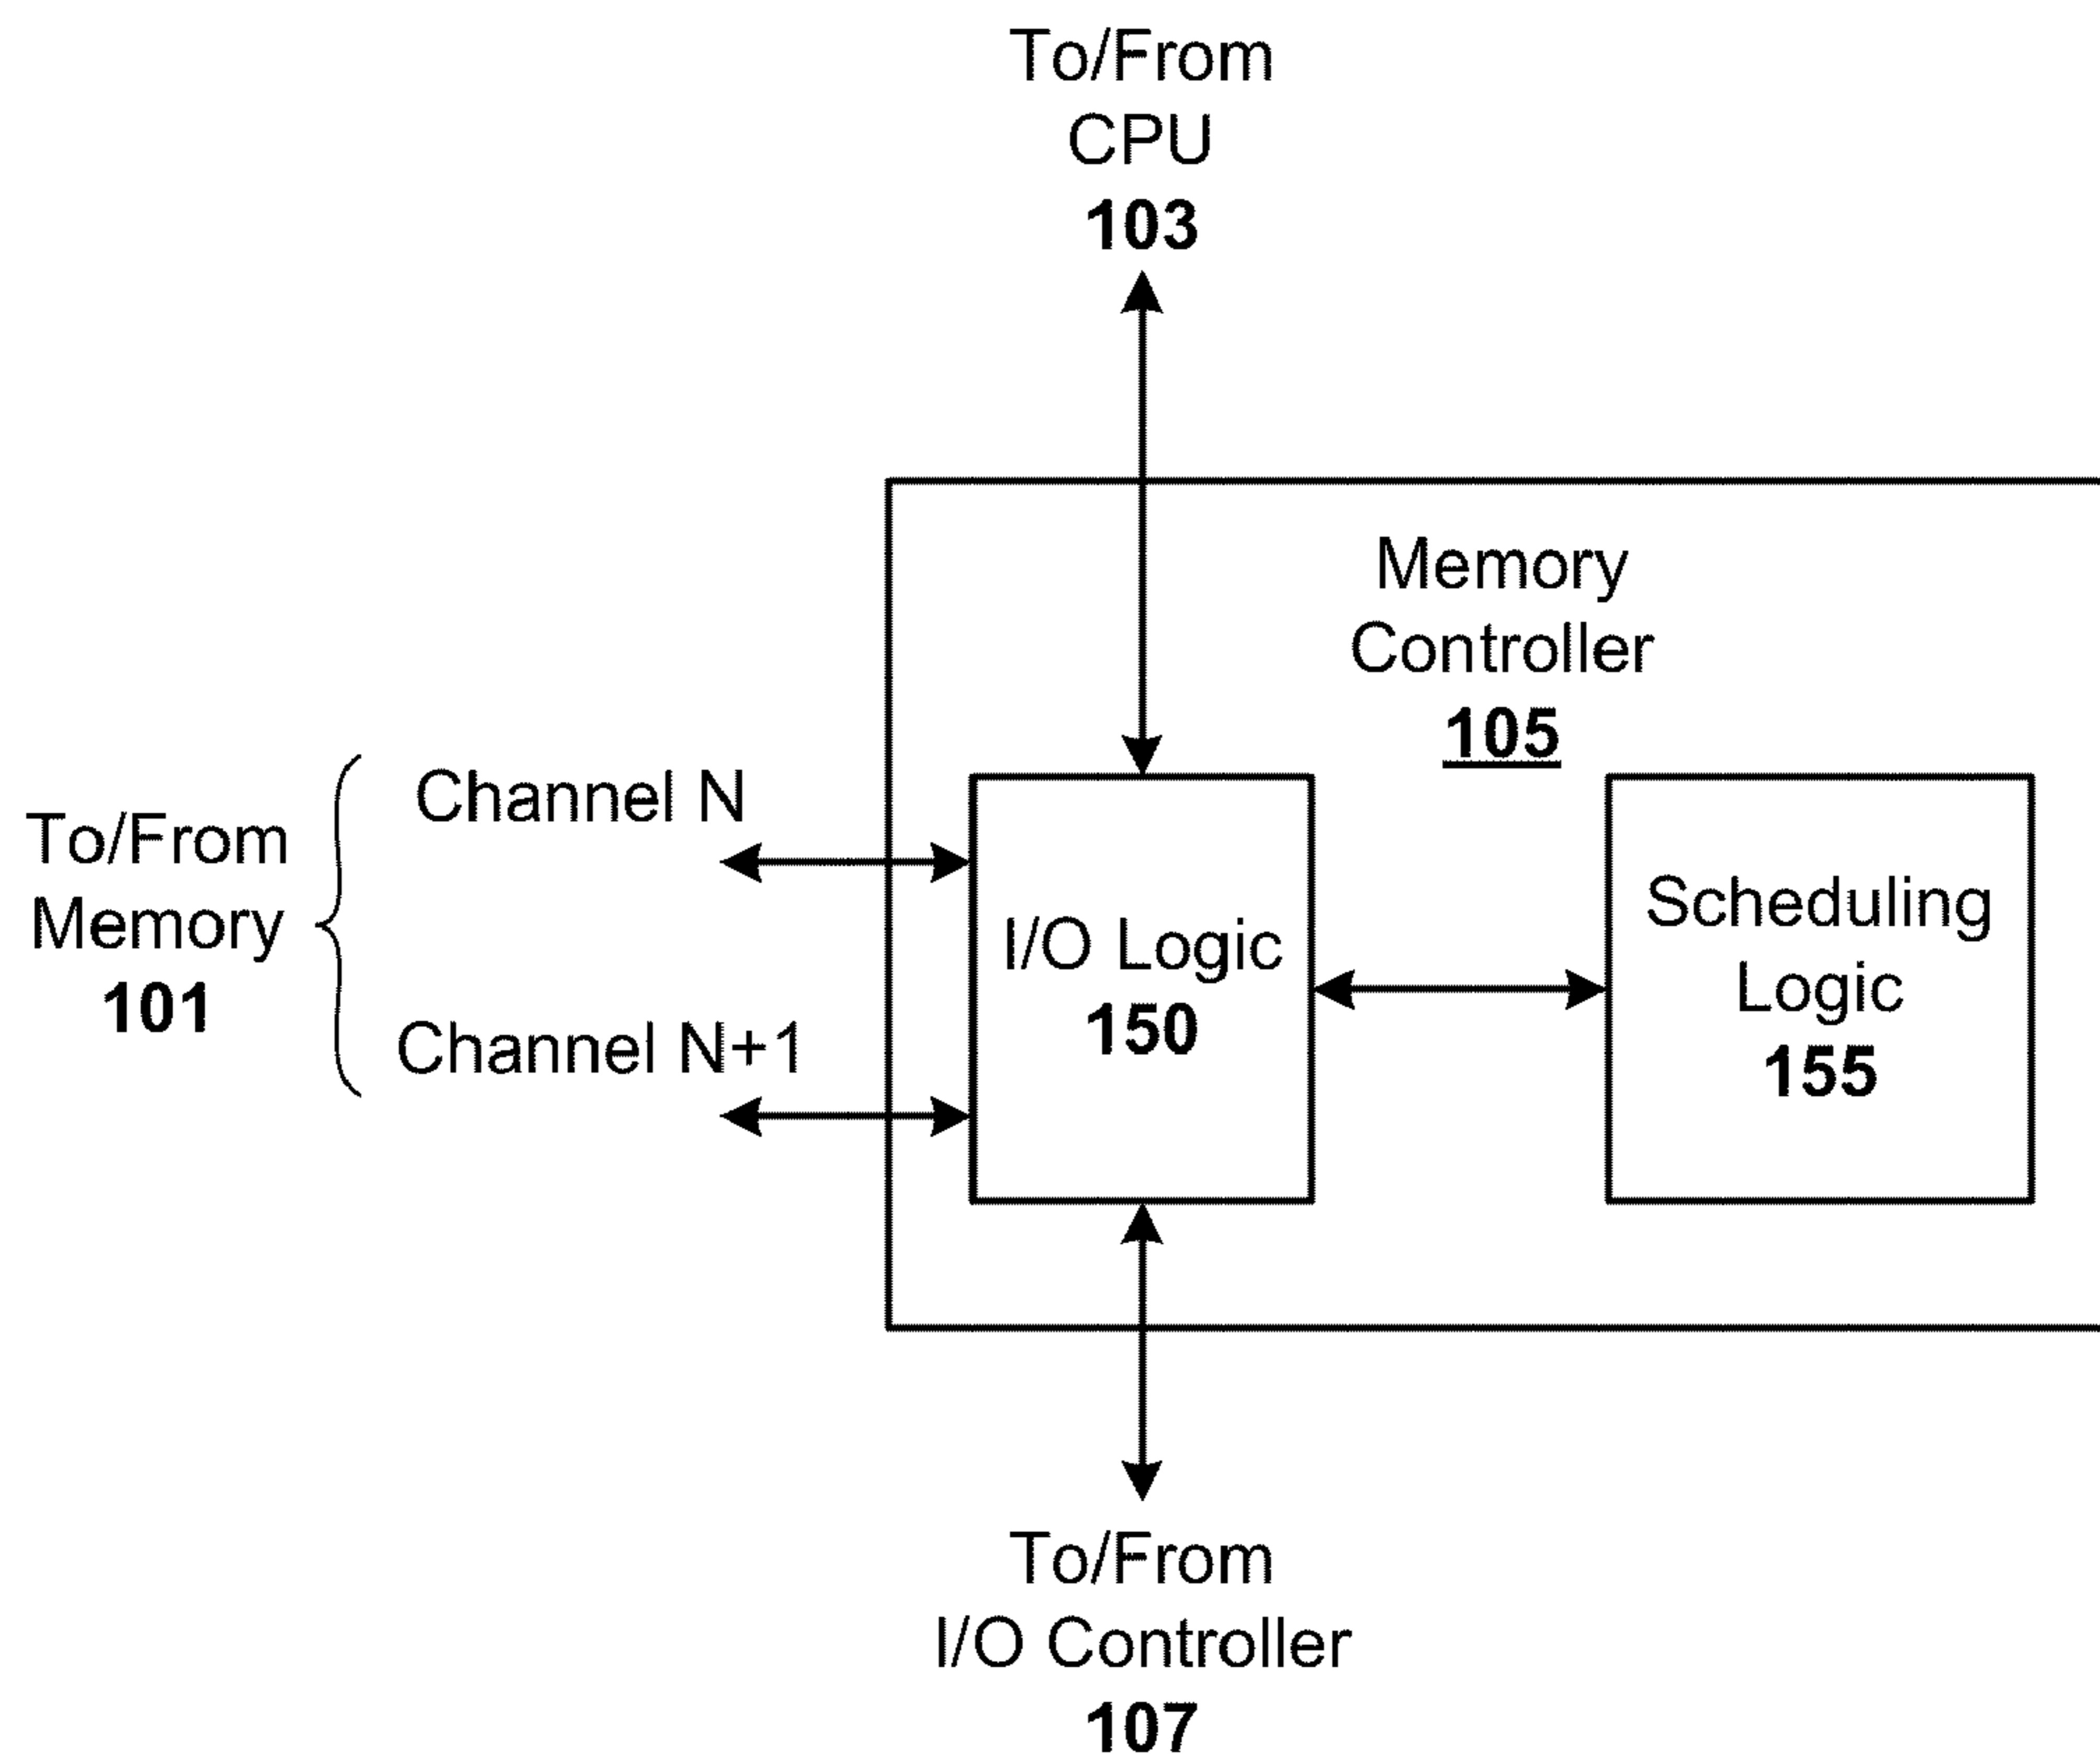 To/From
CPU
103
Memory
Controller
105
To/From
Memory
101
Channel N
Channel N+1
I/O Logic
150
Scheduling
Logic
155
To/From
I/O Controller
107